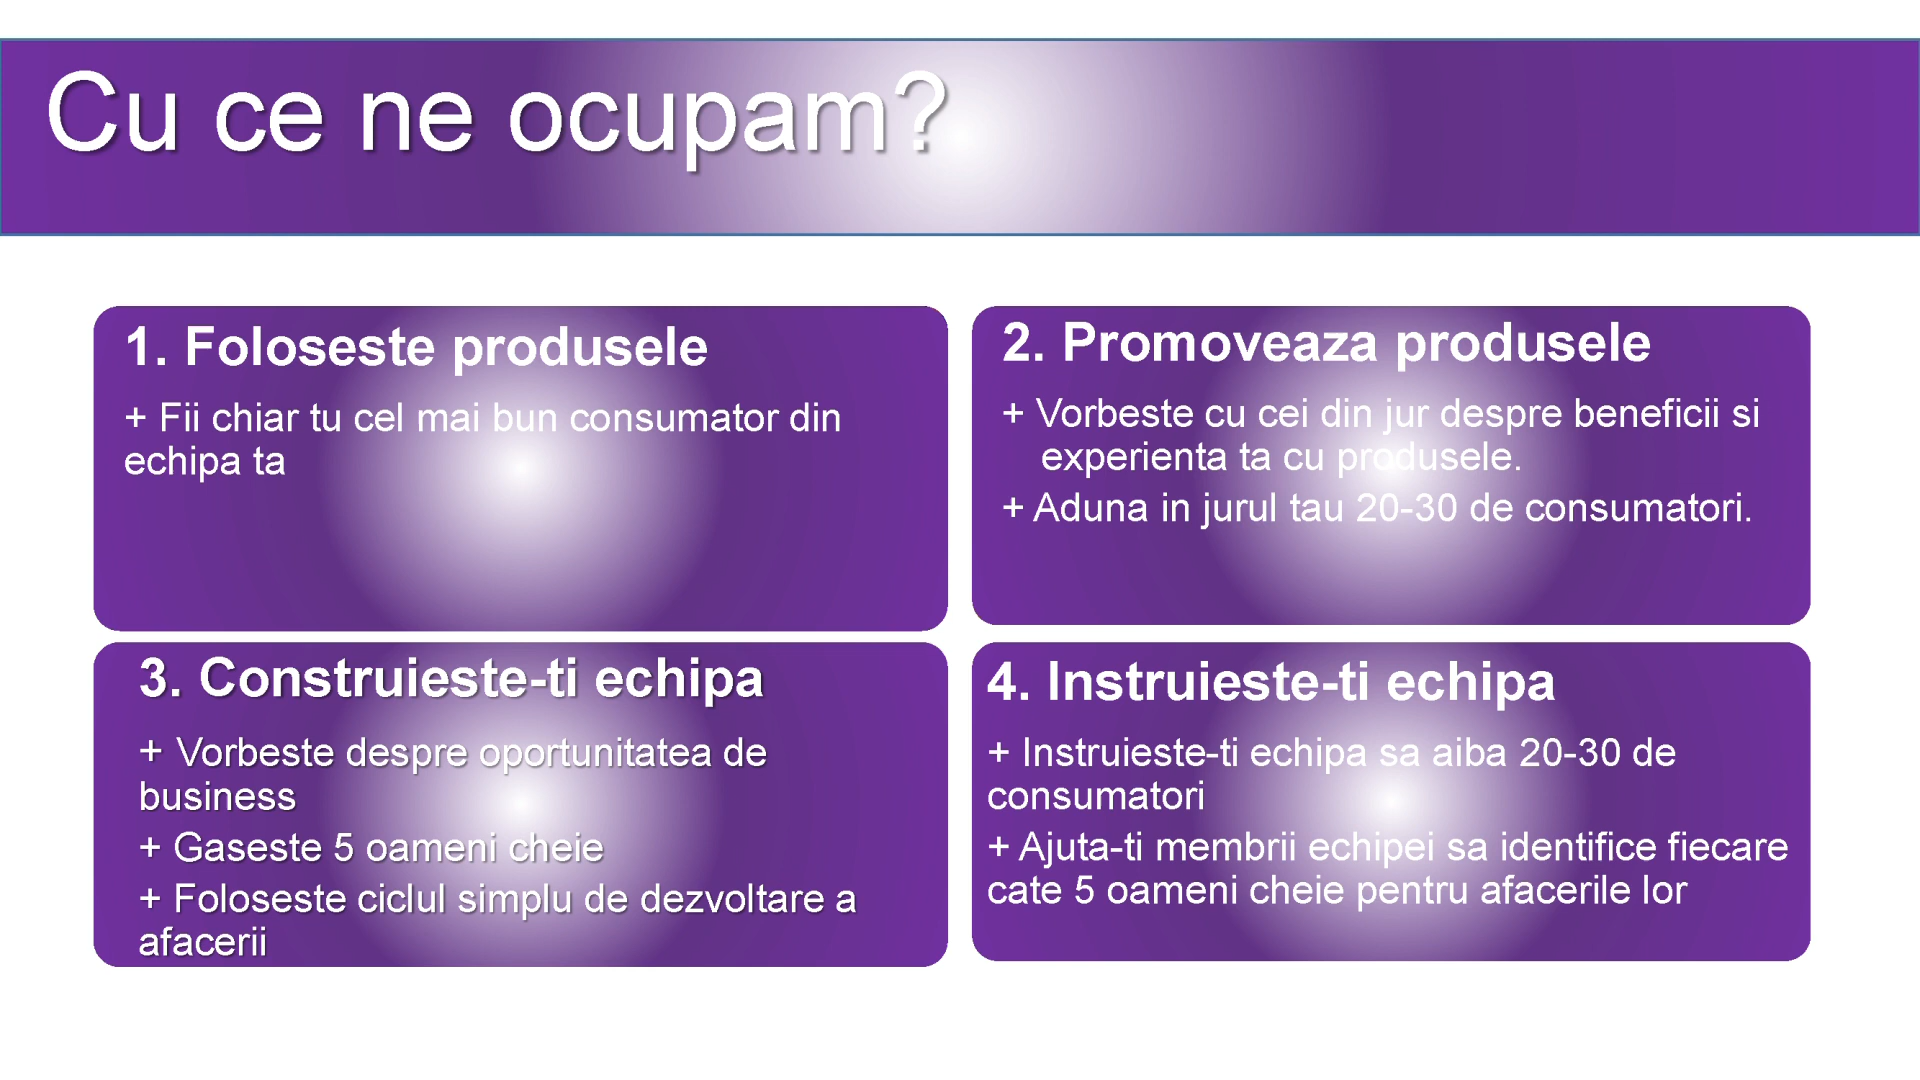 Cu ce ne ocupam?
1. Foloseste produsele
+ Fii chiar tu cel mai bun consumator din
echipa ta
2. Promoveaza produsele
+ Vorbeste cu cei din jur despre beneficii si
experienta ta cu produsele.
+ Aduna in jurul tau 20-30 de consumatori.
3. Construieste-ti echipa
+ Vorbeste despre oportunitatea de
business
+ Gaseste 5 oameni cheie
+ Foloseste ciclul simplu de dezvoltare a
afacerii
4. Instruieste-ti echipa
+ Instruieste-ti echipa sa aiba 20-30 de
consumatori
+ Ajuta-ti membrii echipei sa identifice fiecare
cate 5 oameni cheie pentru afacerile lor